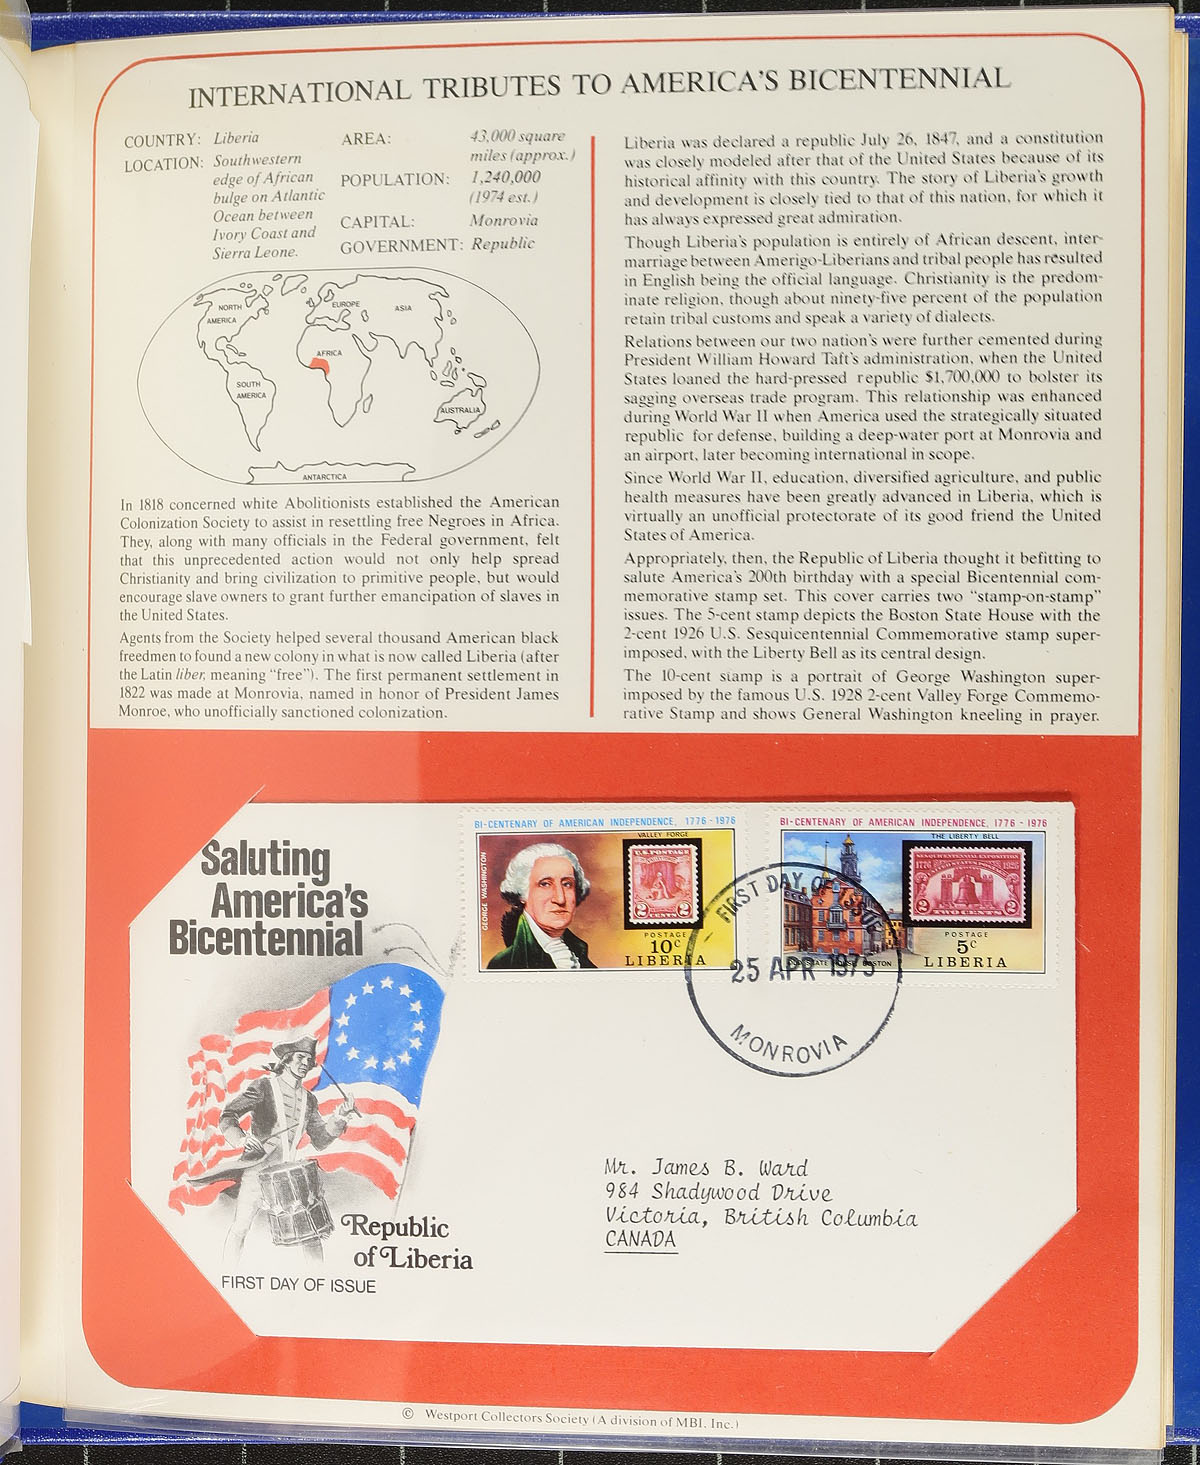 INTERNATIONAL TRIBUTES TO AMERICA'S BICENTENNIAL
COUNTRY: Liberia
LOCATION: Southwestern
edge of African
bulge on Atlantic
Ocean between
Ivory Coast and
Sierra Leone.
AREA: 43,000 square
miles (approx.)
POPULATION: 1,240,000
(1974 est.)
CAPITAL: Monrovia
GOVERNMENT: Republic
NORTH
AMERICA
EUROPE
ASIA
AFRICA
SOUTH
AMERICA
AUSTRALIA
ANTARCTICA
In 1818 concerned white Abolitionists established the American
Colonization Society to assist in resettling free Negroes in Africa.
They, along with many officials in the Federal government, felt
that this unprecedented action would not only help spread
Christianity and bring civilization to primitive people, but would
encourage slave owners to grant further emancipation of slaves in
the United States.
Agents from the Society helped several thousand American black
freedmen to found a new colony in what is now called Liberia (after
the Latin liber, meaning "free"). The first permanent settlement in
1822 was made at Monrovia, named in honor of President James
Monroe, who unofficially sanctioned colonization.
Liberia was declared a republic July 26, 1847, and a constitution
was closely modeled after that of the United States because of its
historical affinity with this country. The story of Liberia's growth
and development is closely tied to that of this nation, for which it
has always expressed great admiration.
Though Liberia's population is entirely of African descent, inter-
marriage between Amerigo-Liberians and tribal people has resulted
in English being the official language. Christianity is the predom-
inate religion, though about ninety-five percent of the population
retain tribal customs and speak a variety of dialects.
Relations between our two nation's were further cemented during
President William Howard Taft's administration, when the United
States loaned the hard-pressed republic $1,700,000 to bolster its
sagging overseas trade program. This relationship was enhanced
during World War II when America used the strategically situated
republic for defense, building a deep-water port at Monrovia and
an airport, later becoming international in scope.
Since World War II, education, diversified agriculture, and public
health measures have been greatly advanced in Liberia, which is
virtually an unofficial protectorate of its good friend the United
States of America.
Appropriately, then, the Republic of Liberia thought it befitting to
salute America's 200th birthday with a special Bicentennial com-
memorative stamp set. This cover carries two "stamp-on-stamp"
issues. The 5-cent stamp depicts the Boston State House with the
2-cent 1926 U.S. Sesquicentennial Commemorative stamp super-
imposed, with the Liberty Bell as its central design.
The 10-cent stamp is a portrait of George Washington super-
imposed by the famous U.S. 1928 2-cent Valley Forge Commemo-
rative Stamp and shows General Washington kneeling in prayer.
Saluting
America's
Bicentennial
BI-CENTENARY OF AMERICAN INDEPENDENCE, 1776-1976
VALLEY FORGE
GEORGE WASHINGTON
U.S. POSTAGE
2 2
CENTS
POSTAGE
10c
LIBERIA
BI-CENTENARY OF AMERICAN INDEPENDENCE, 1776-1976
THE LIBERTY BELL
SESQUICENTENNIAL EXPOSITION
1776 UNITED STATES POSTAGE 1926
2 TWO CENTS 2
POSTAGE
5c
STATE HOUSE BOSTON
LIBERIA
FIRST DAY OF ISSUE
25 APR 1975
MONROVIA
Mr. James B. Ward
984 Shadywood Drive
Victoria, British Columbia
CANADA
Republic
of Liberia
FIRST DAY OF ISSUE
© Westport Collectors Society (A division of MBI, Inc.)